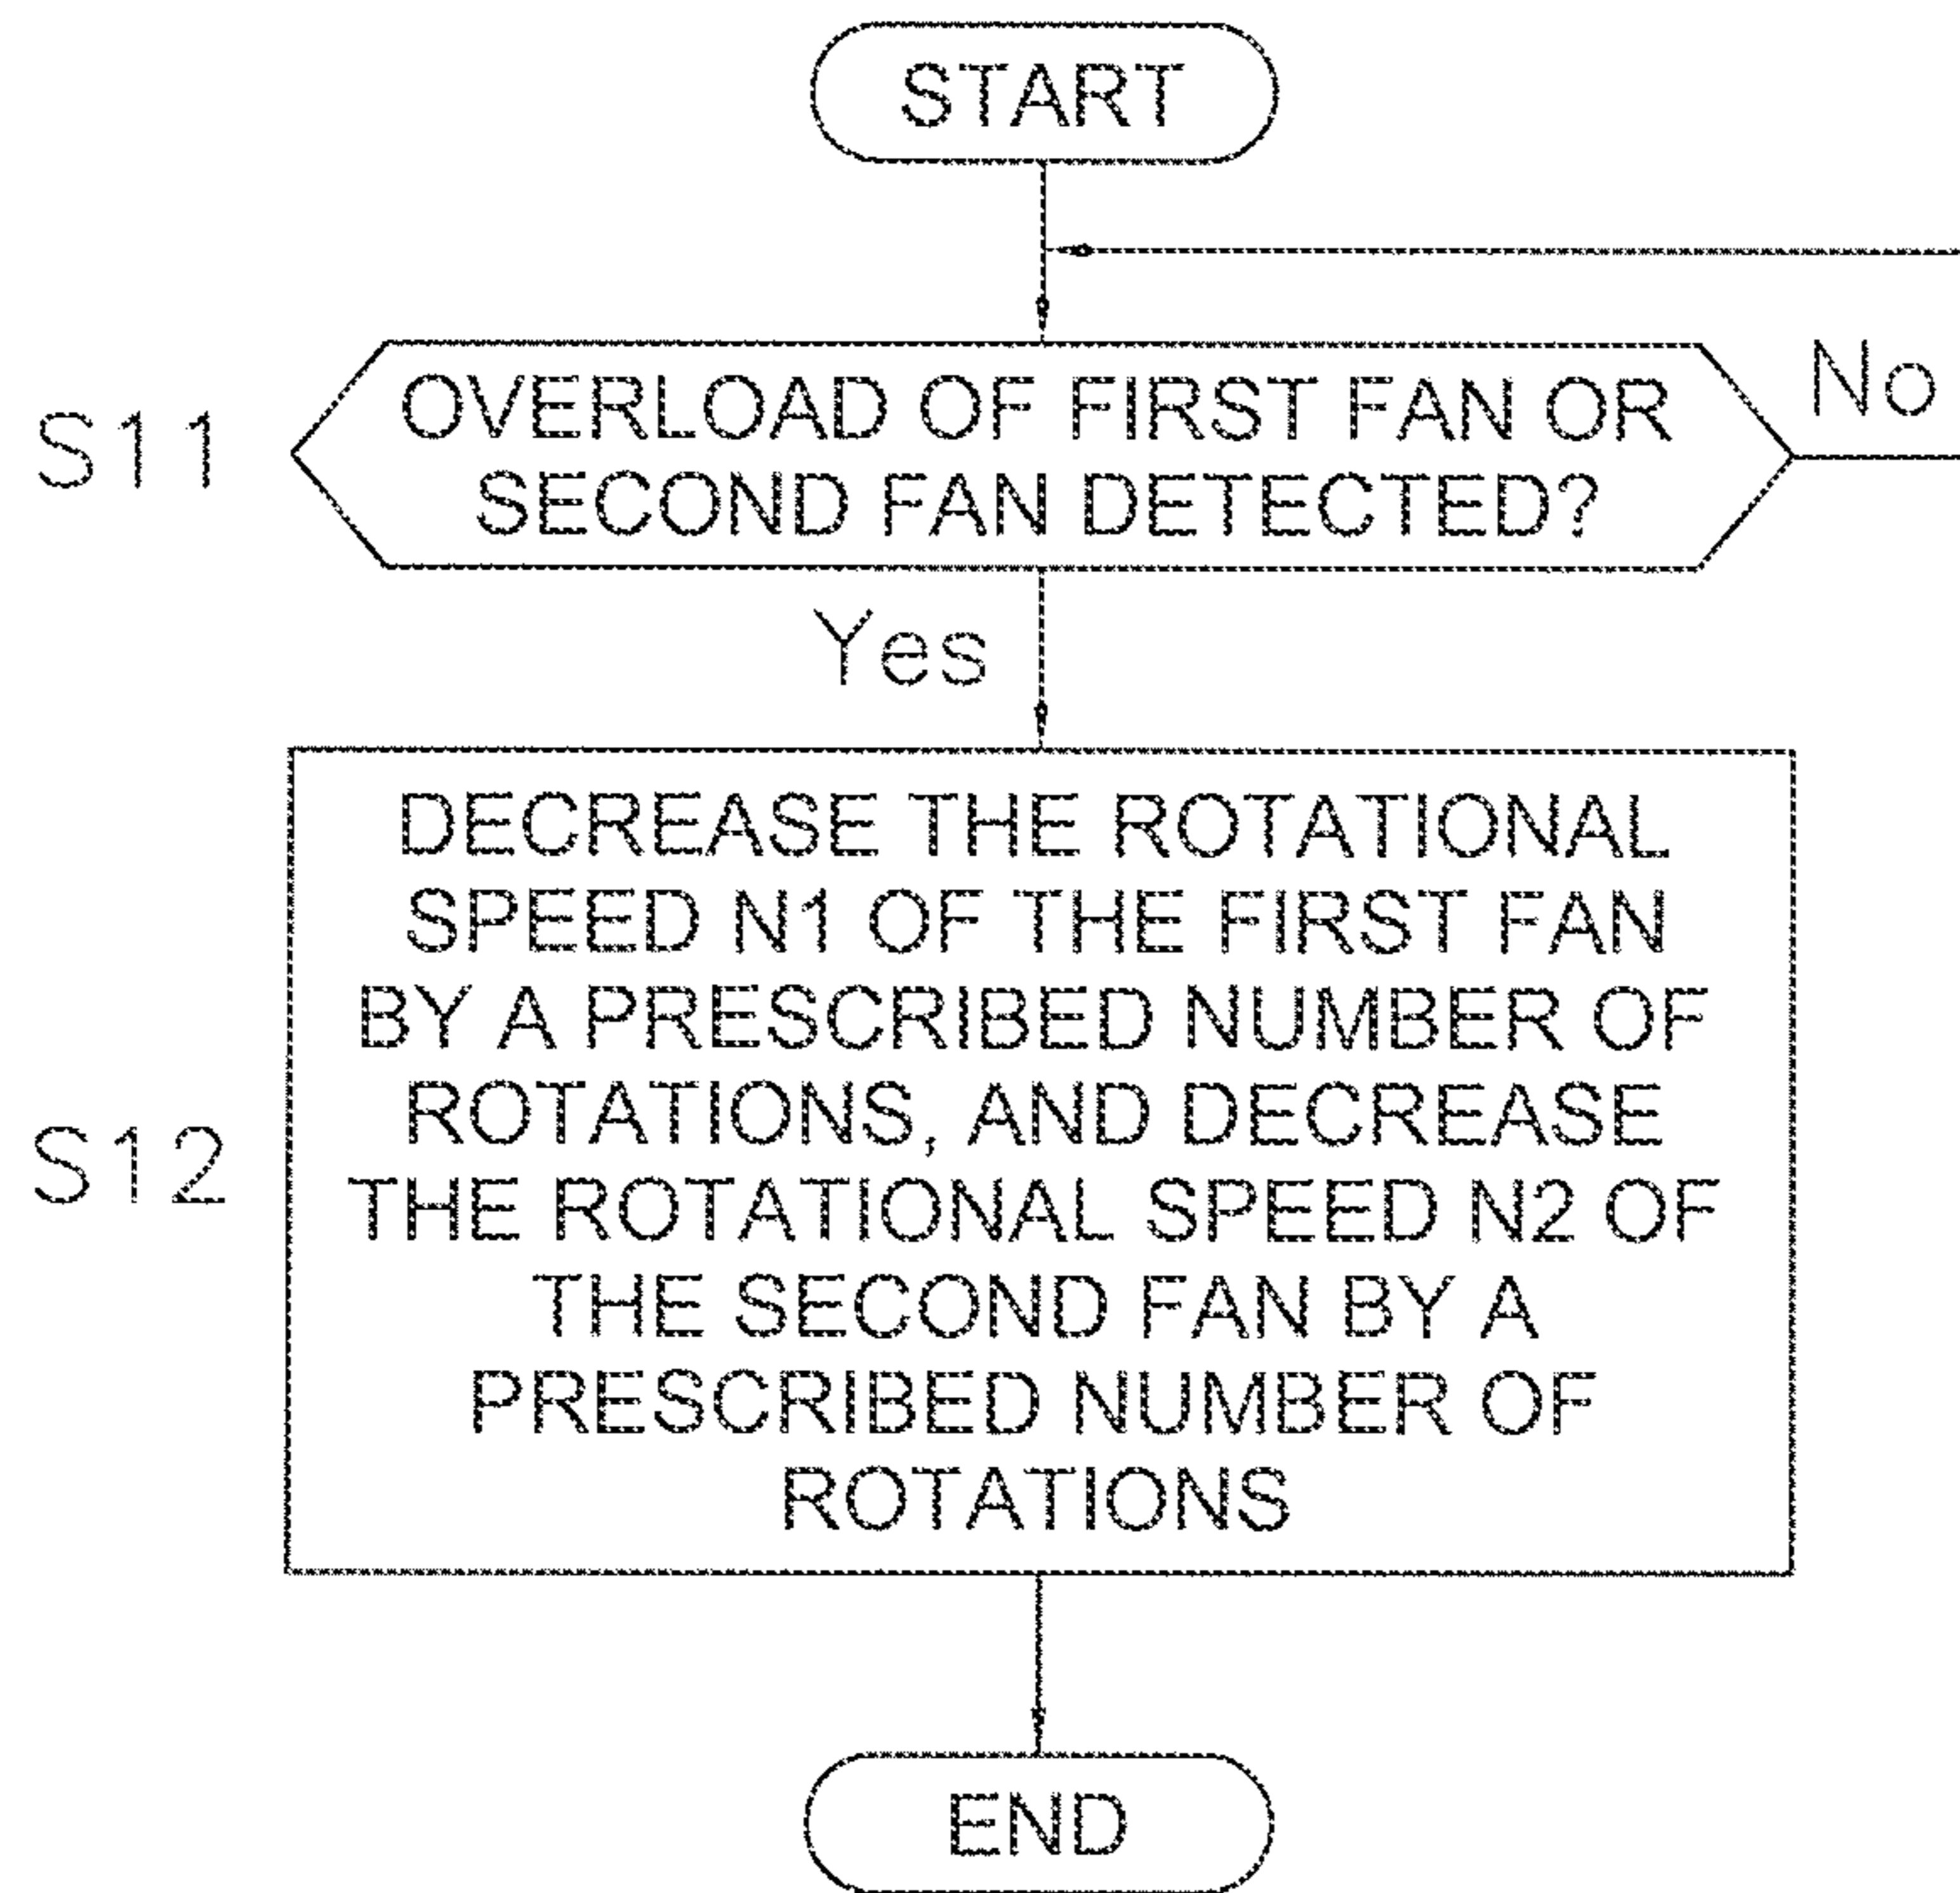 START
S11
OVERLOAD OF FIRST FAN OR
SECOND FAN DETECTED?
No
Yes
S12
DECREASE THE ROTATIONAL
SPEED N1 OF THE FIRST FAN
BY A PRESCRIBED NUMBER OF
ROTATIONS, AND DECREASE
THE ROTATIONAL SPEED N2 OF
THE SECOND FAN BY A
PRESCRIBED NUMBER OF
ROTATIONS
END